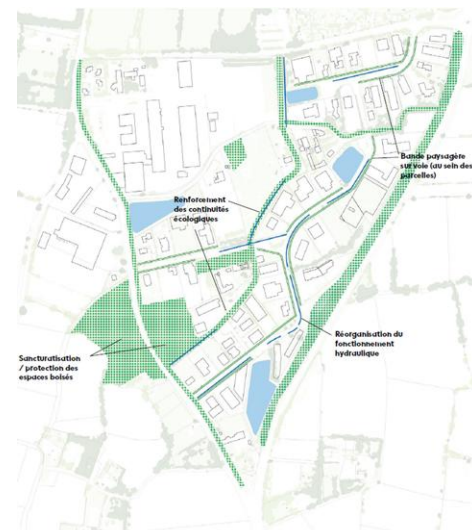 Bande paysagère
sur voie (au sein des
parcelles)
Renforcement
des continuités
écologiques
Réorganisation du
fonctionnement
hydraulique
Sancturatisation
/ protection des
espaces boisés